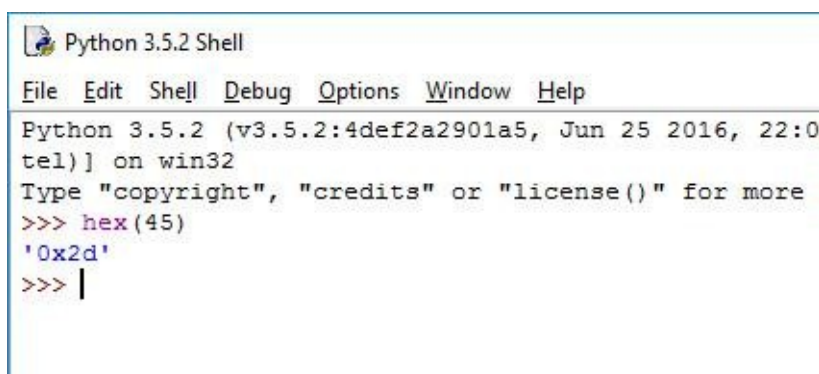 Python 3.5.2 Shell
File Edit Shell Debug Options Window Help
Python 3.5.2 (v3.5.2:4def2a2901a5, Jun 25 2016, 22:0
tel)] on win32
Type "copyright", "credits" or "license()" for more
>>> hex(45)
'0x2d'
>>>